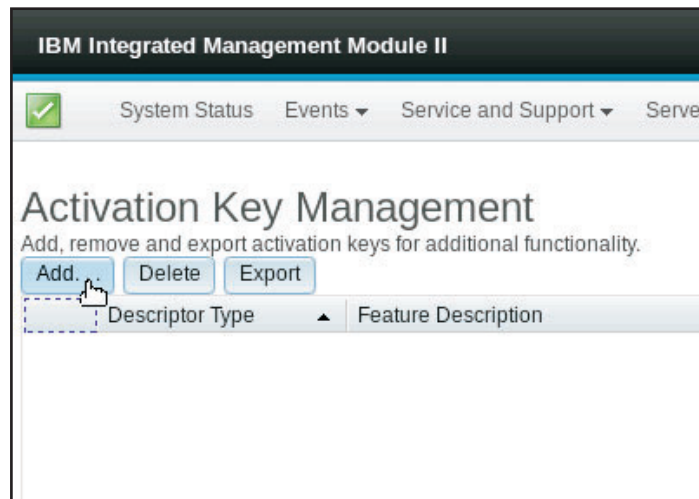 IBM Integrated Management Module II
System Status Events Service and Support
Activation Key Management
Add, remove and export activation keys for additional functionality.
Add... Delete Export
Descriptor Type Feature Description